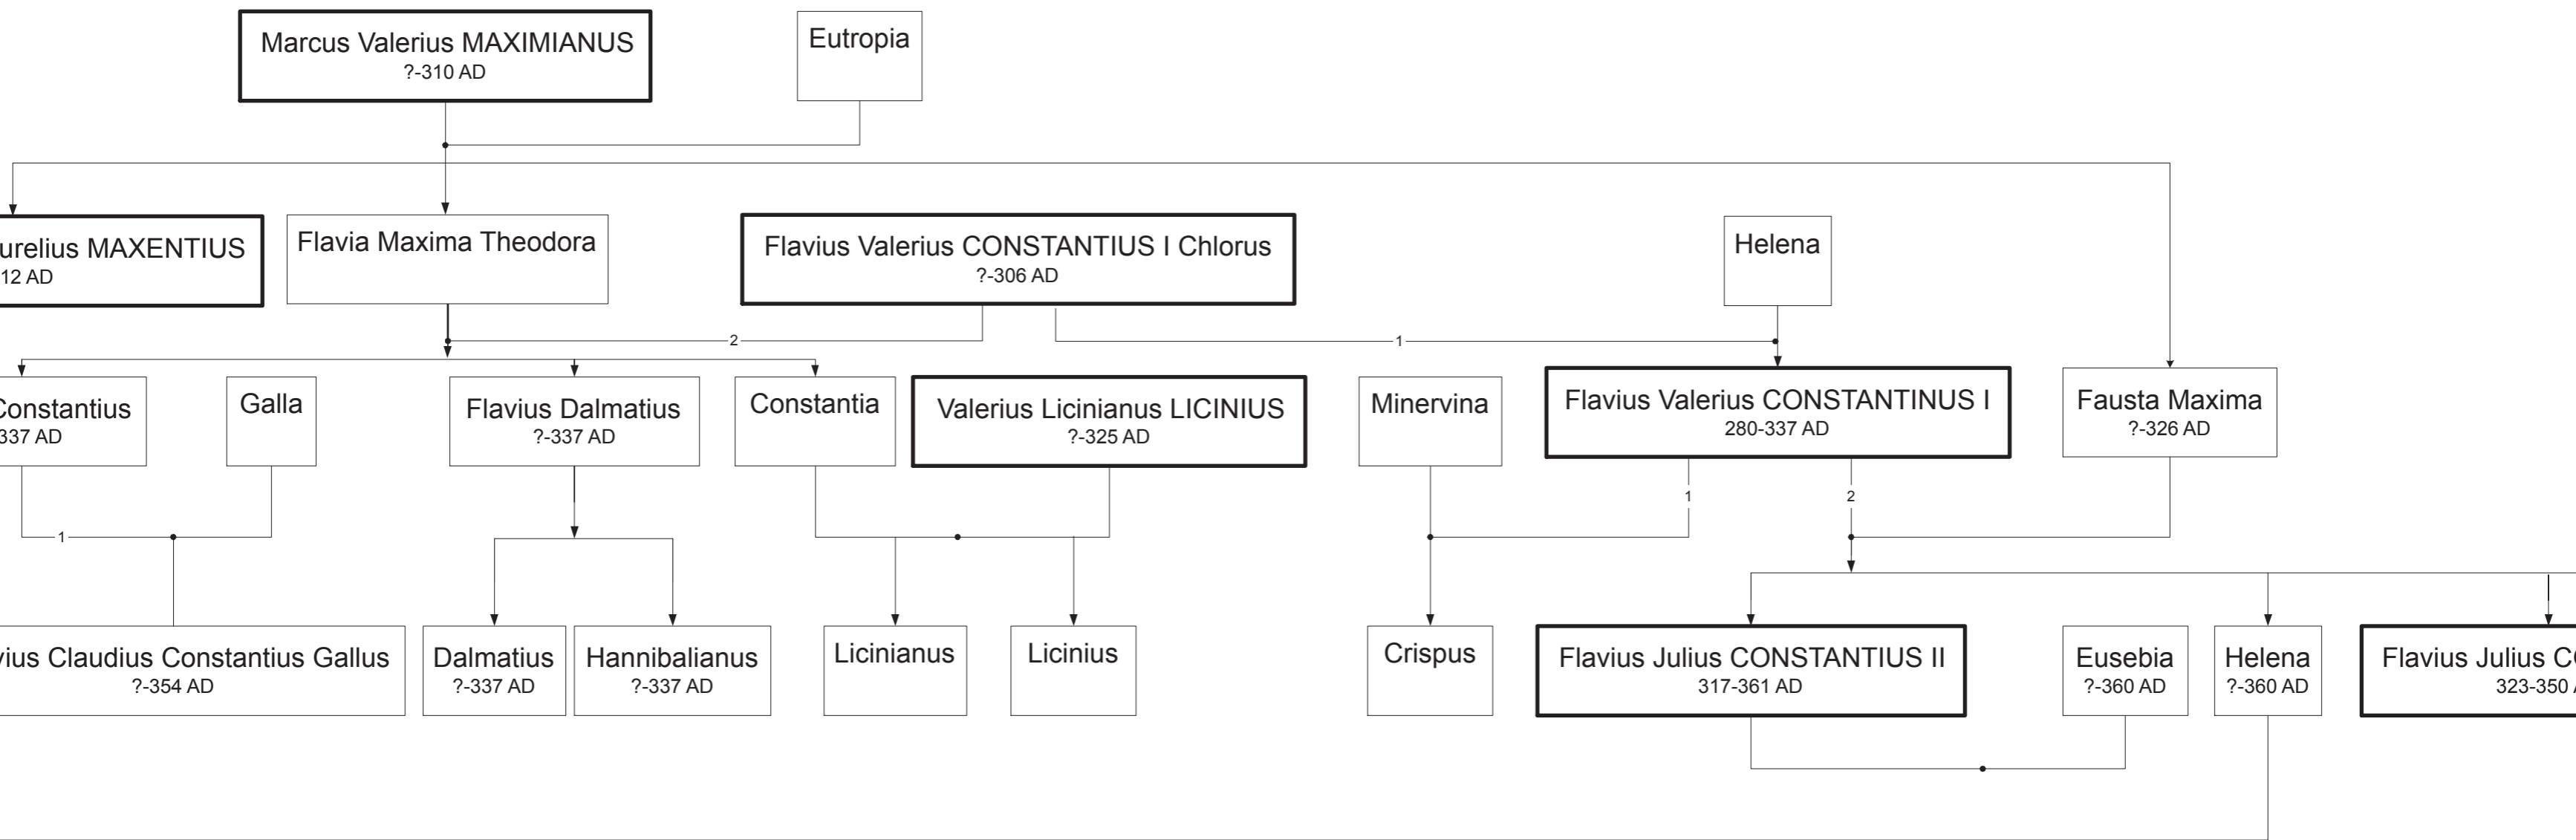 Marcus Valerius MAXIMIANUS
?-310 AD
Eutropia
urelius MAXENTIUS
12 AD
Flavia Maxima Theodora
Flavius Valerius CONSTANTIUS I Chlorus
?-306 AD
Helena
2
1
Constantius
337 AD
Galla
Flavius Dalmatius
?-337 AD
Constantia
Valerius Licinianus LICINIUS
?-325 AD
Minervina
Flavius Valerius CONSTANTINUS I
280-337 AD
Fausta Maxima
?-326 AD
1
2
1
vius Claudius Constantius Gallus
?-354 AD
Dalmatius
?-337 AD
Hannibalianus
?-337 AD
Licinianus
Licinius
Crispus
Flavius Julius CONSTANTIUS II
317-361 AD
Eusebia
?-360 AD
Helena
?-360 AD
Flavius Julius CO
323-350